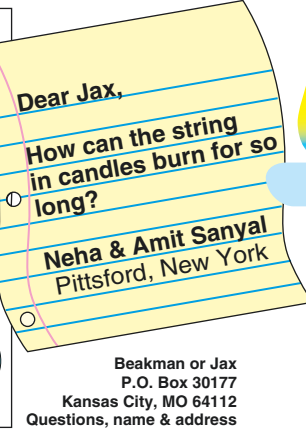 Dear Jax,
How can the string
in candles burn for so
long?
Neha & Amit Sanyal
Pittsford, New York
Beakman or Jax
P.O. Box 30177
Kansas City, MO 64112
Questions, name & address